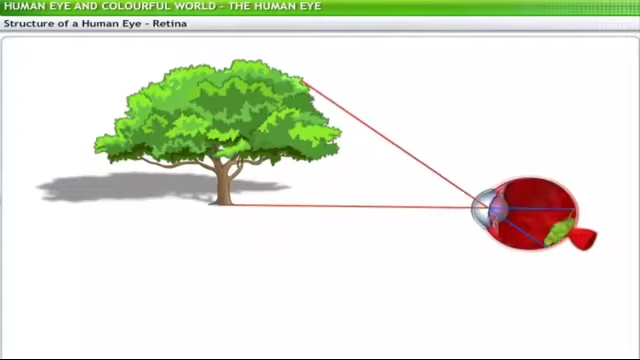 HUMAN EYE AND COLOURFUL WORLD - THE HUMAN EYE
Structure of a Human Eye - Retina